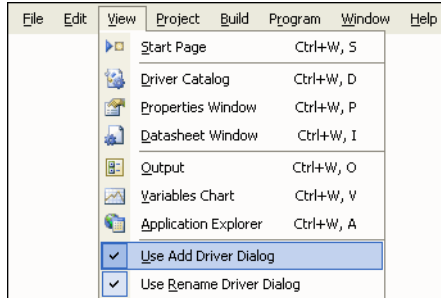 File Edit View Project Build Program Window Help
Start Page Ctrl+W, S
Driver Catalog Ctrl+W, D
Properties Window Ctrl+W, P
Datasheet Window Ctrl+W, I
Output Ctrl+W, O
Variables Chart Ctrl+W, V
Application Explorer Ctrl+W, A
Use Add Driver Dialog
Use Rename Driver Dialog